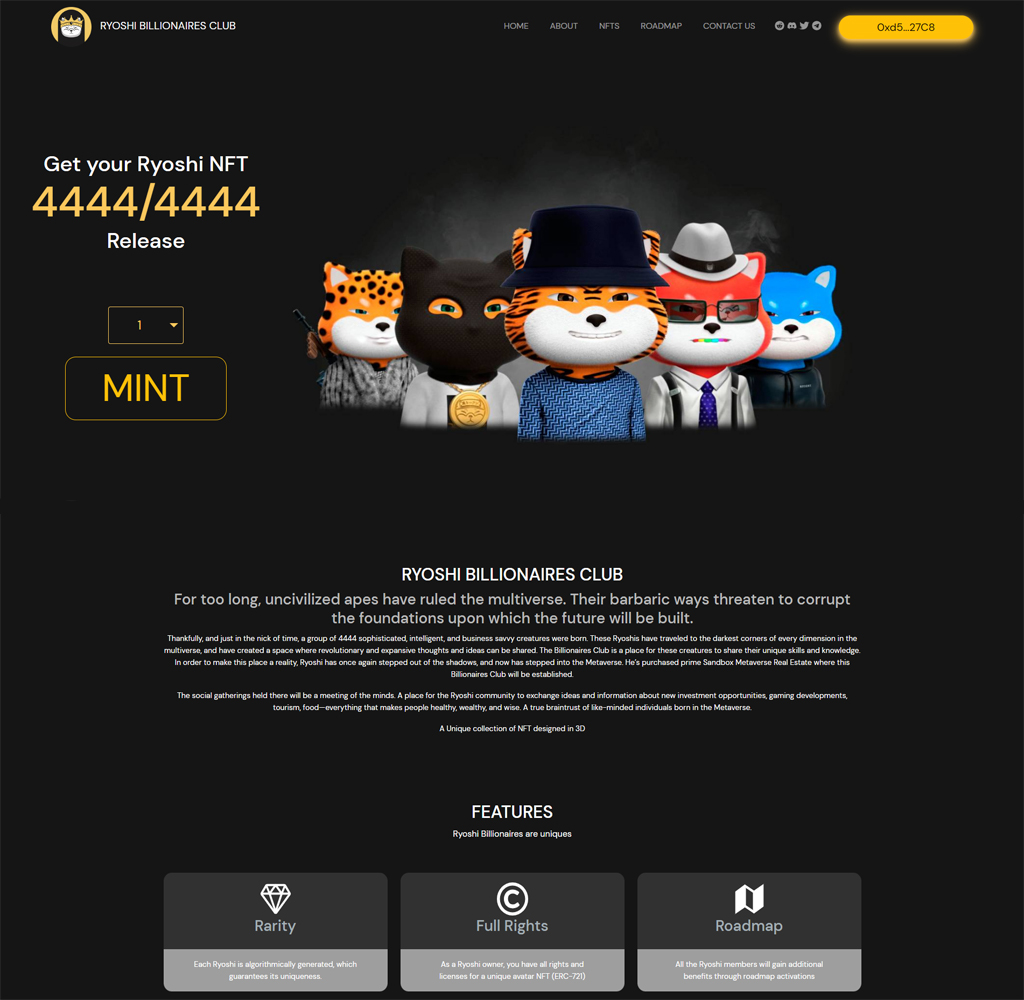 RYOSHI BILLIONAIRES CLUB
HOME ABOUT NFTS ROADMAP CONTACT US
0xd5...27C8
Get your Ryoshi NFT
4444/4444
Release
1
MINT
RYOSHI BILLIONAIRES CLUB
For too long, uncivilized apes have ruled the multiverse. Their barbaric ways threaten to corrupt
the foundations upon which the future will be built.
Thankfully, and just in the nick of time, a group of 4444 sophisticated, intelligent, and business savvy creatures were born. These Ryoshis have traveled to the darkest corners of every dimension in the
multiverse, and have created a space where revolutionary and expansive thoughts and ideas can be shared. The Billionaires Club is a place for these creatures to share their unique skills and knowledge.
In order to make this place a reality, Ryoshi has once again stepped out of the shadows, and now has stepped into the Metaverse. He's purchased prime Sandbox Metaverse Real Estate where this
Billionaires Club will be established.
The social gatherings held there will be a meeting of the minds. A place for the Ryoshi community to exchange ideas and information about new investment opportunities, gaming developments,
tourism, food—everything that makes people healthy, wealthy, and wise. A true braintrust of like-minded individuals born in the Metaverse.
A Unique collection of NFT designed in 3D
FEATURES
Ryoshi Billionaires are uniques
Rarity
Each Ryoshi is algorithmically generated, which
guarantees its uniqueness.
Full Rights
As a Ryoshi owner, you have all rights and
licenses for a unique avatar NFT (ERC-721)
Roadmap
All the Ryoshi members will gain additional
benefits through roadmap activations